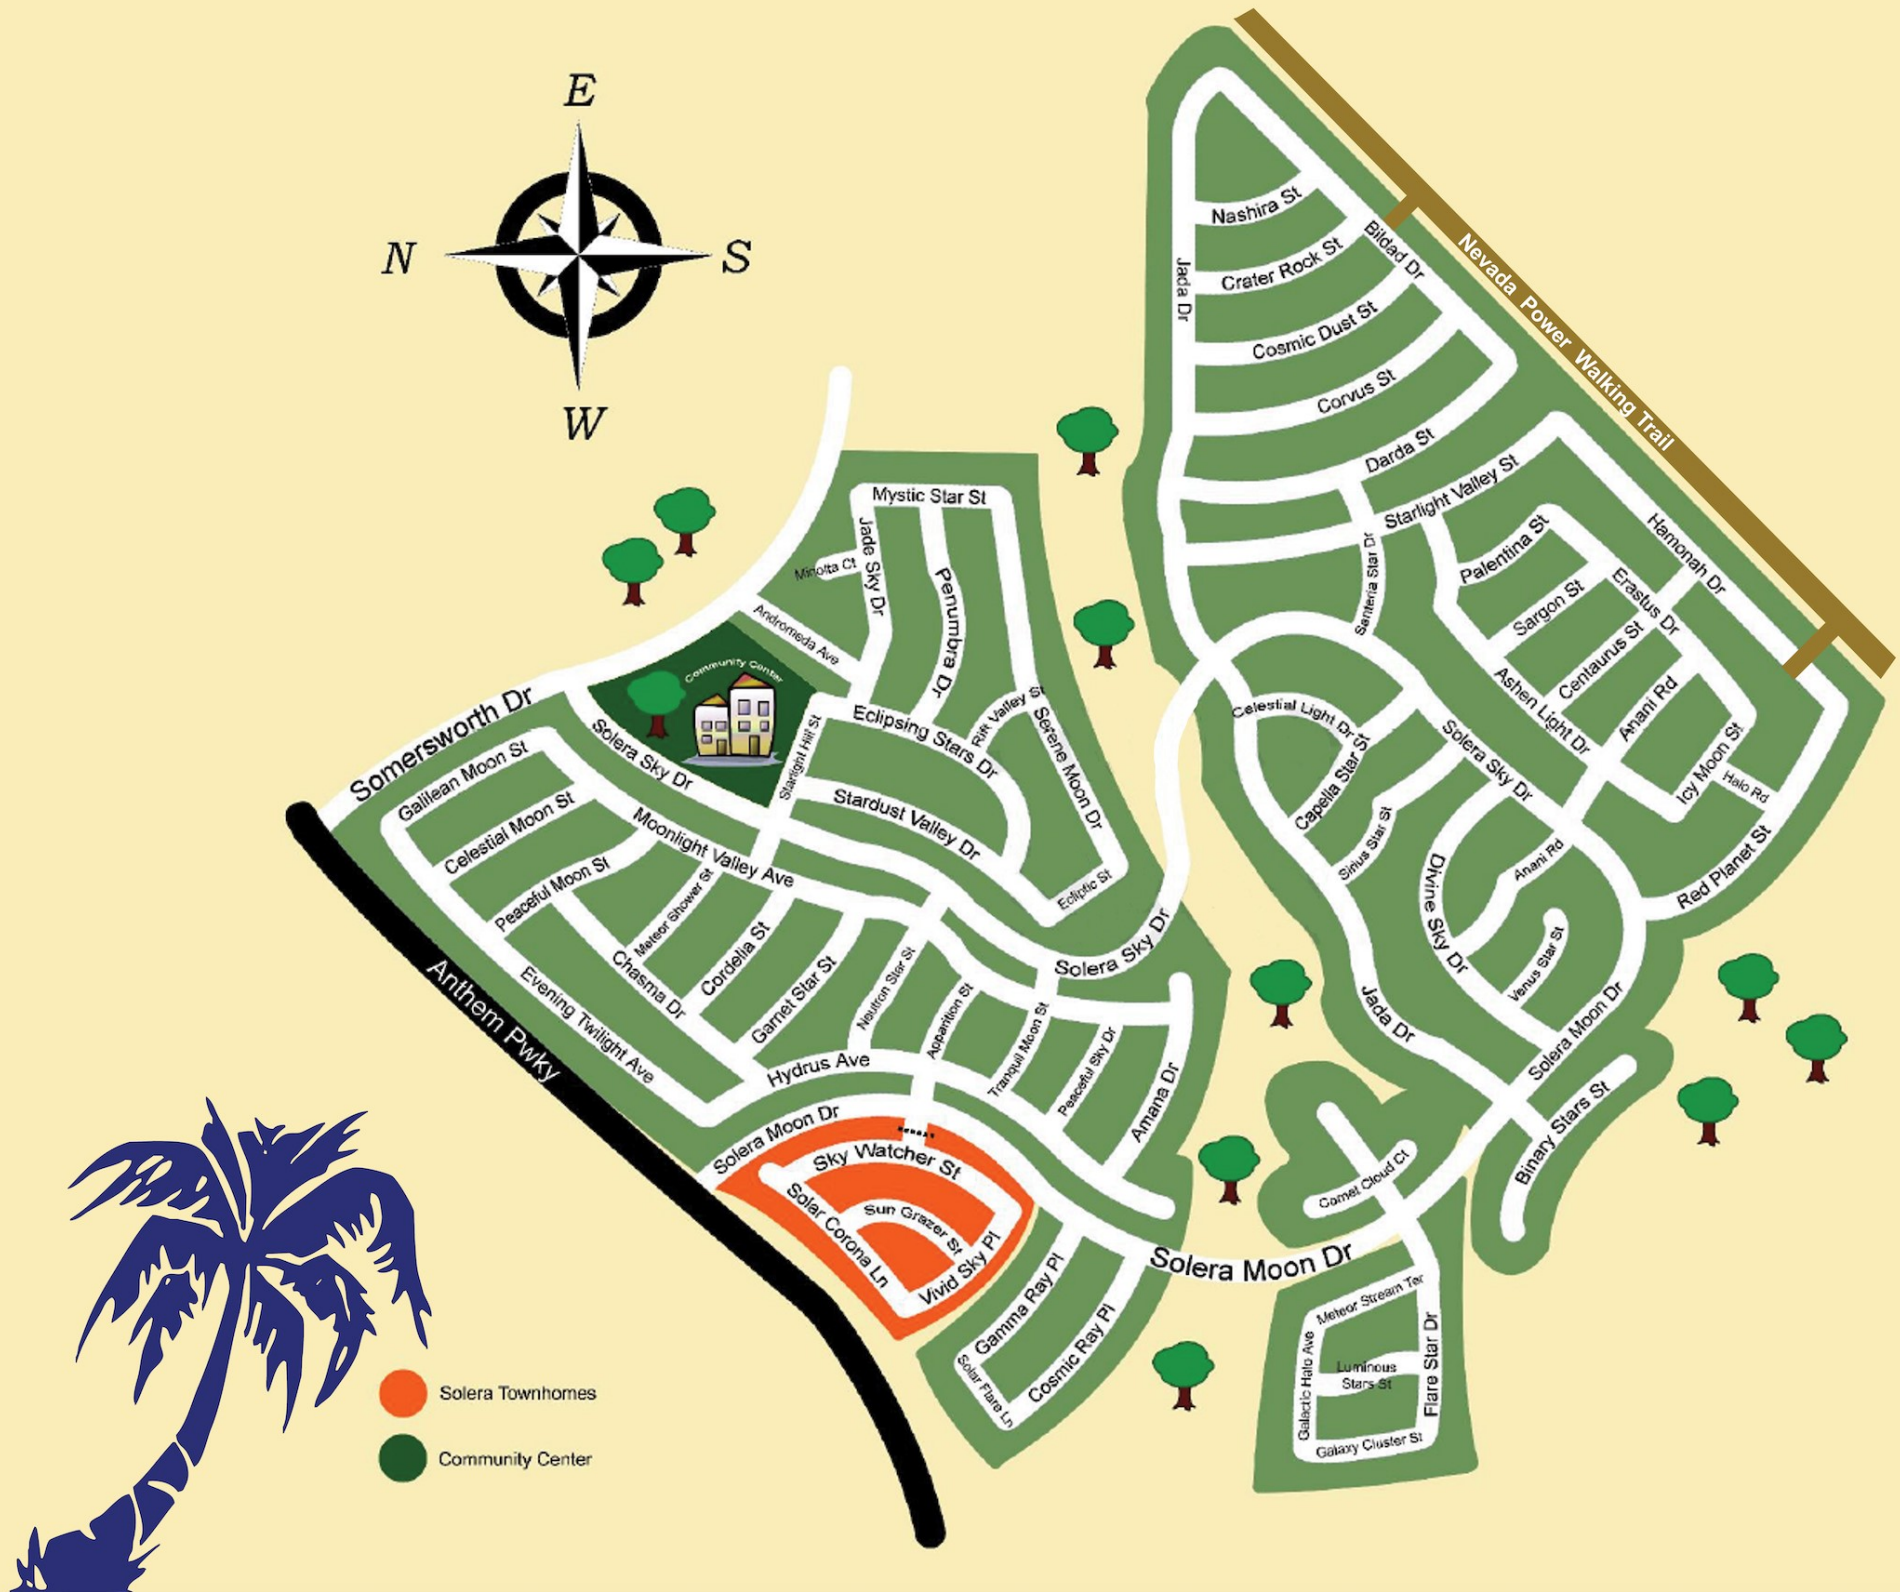 E
N
S
W
Nevada Power Walking Trail
Nashira St
Bildad Dr
Crater Rock St
Jada Dr
Cosmic Dust St
Corvus St
Darda St
Starlight Valley St
Hamonah Dr
Palentina St
Santeria Star Dr
Erastus Dr
Sargon St
Centaurus St
Anani Rd
Ashen Light Dr
Icy Moon St
Halo Rd
Red Planet St
Mystic Star St
Jade Sky Dr
Minotta Ct
Penumbra Dr
Andromeda Ave
Community Center
Rift Valley St
Serene Moon Dr
Eclipsing Stars Dr
Starlight Hill St
Stardust Valley Dr
Ecliptic St
Somersworth Dr
Solera Sky Dr
Galilean Moon St
Celestial Moon St
Moonlight Valley Ave
Peaceful Moon St
Meteor Shower St
Cordelia St
Chasma Dr
Garnet Star St
Neutron Star St
Apparition St
Tranquil Moon St
Peaceful Sky Dr
Amana Dr
Solera Sky Dr
Evening Twilight Ave
Anthem Pwky
Hydrus Ave
Solera Moon Dr
Sky Watcher St
Solar Corona Ln
Sun Grazer St
Vivid Sky Pl
Gamma Ray Pl
Cosmic Ray Pl
Solar Flare Ln
Solera Moon Dr
Celestial Light Dr
Capella Star St
Sirius Star St
Solera Sky Dr
Anani Rd
Divine Sky Dr
Venus Star St
Jada Dr
Solera Moon Dr
Binary Stars St
Comet Cloud Ct
Meteor Stream Ter
Galactic Halo Ave
Luminous
Stars St
Flare Star Dr
Galaxy Cluster St
Solera Townhomes
Community Center